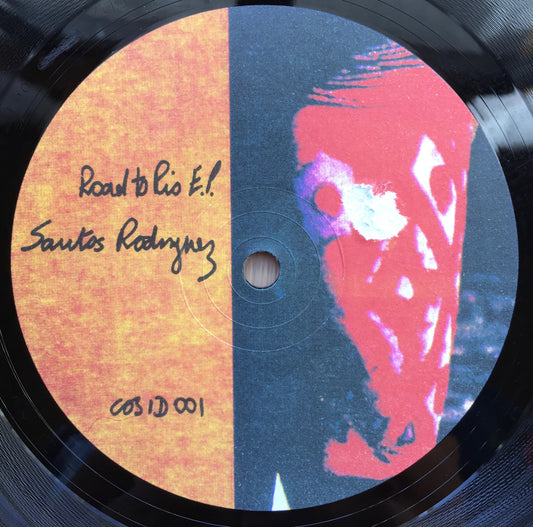 Road to Rio E.P.
Santos Rodriguez
COSID 001